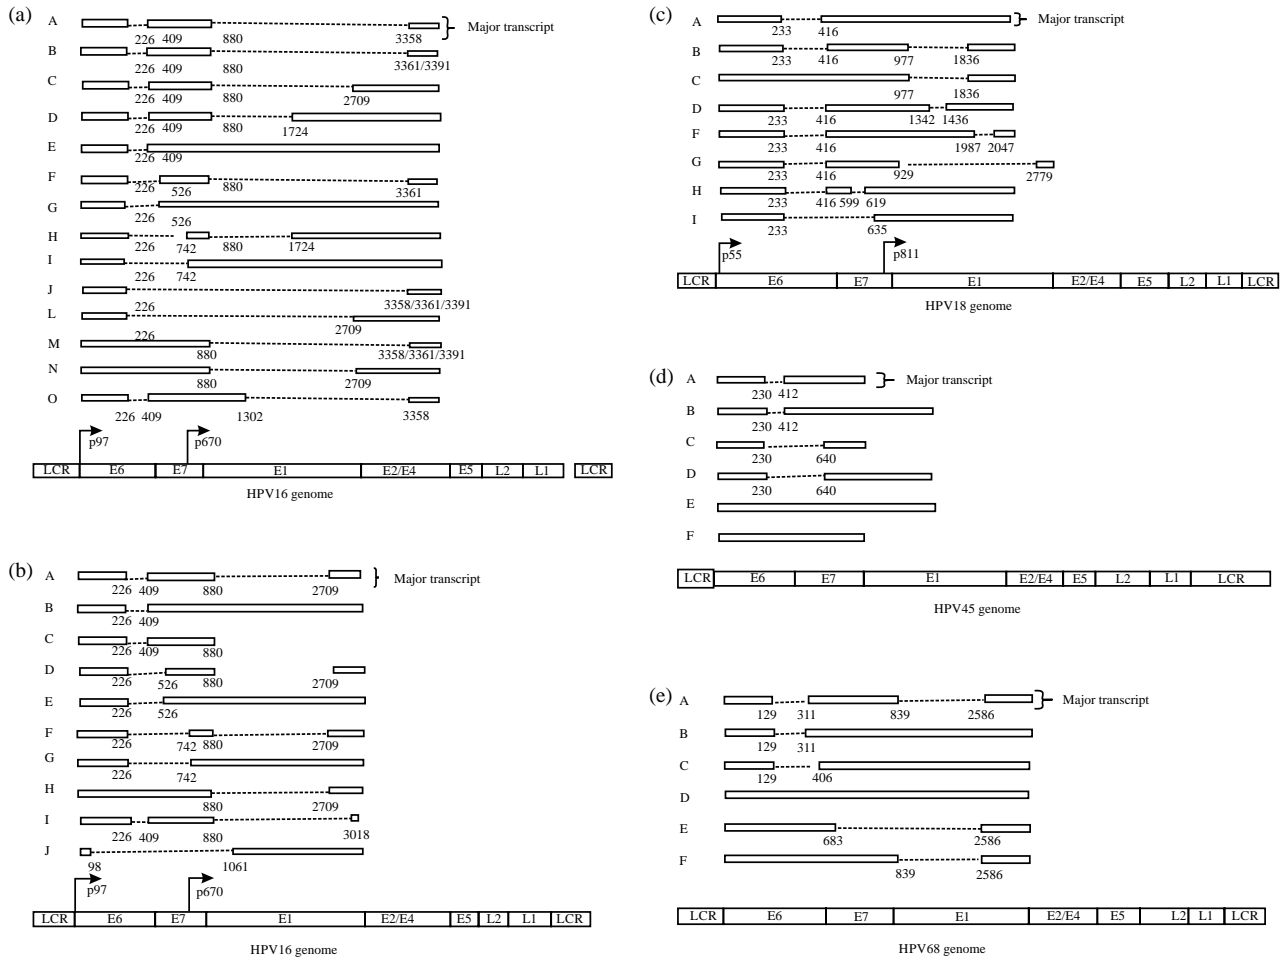 (a)
A
226 409 880 3358
Major transcript
B
226 409 880 3361/3391
C
226 409 880 2709
D
226 409 880 1724
E
226 409
F
226 526 880 3361
G
226 526
H
226 742 880 1724
I
226 742
J
226 3358/3361/3391
L
226 2709
M
880 3358/3361/3391
N
880 2709
O
226 409 1302 3358
p97 p670
LCR E6 E7 E1 E2/E4 E5 L2 L1 LCR
HPV16 genome
(b)
A
226 409 880 2709
Major transcript
B
226 409
C
226 409 880
D
226 526 880 2709
E
226 526
F
226 742 880 2709
G
226 742
H
880 2709
I
226 409 880 3018
J
98 1061
p97 p670
LCR E6 E7 E1 E2/E4 E5 L2 L1 LCR
HPV16 genome
(c)
A
233 416
Major transcript
B
233 416 977 1836
C
977 1836
D
233 416 1342 1436
F
233 416 1987 2047
G
233 416 929 2779
H
233 416 599 619
I
233 635
p55 p811
LCR E6 E7 E1 E2/E4 E5 L2 L1 LCR
HPV18 genome
(d)
A
230 412
Major transcript
B
230 412
C
230 640
D
230 640
E
F
LCR E6 E7 E1 E2/E4 E5 L2 L1 LCR
HPV45 genome
(e)
A
129 311 839 2586
Major transcript
B
129 311
C
129 406
D
E
683 2586
F
839 2586
LCR E6 E7 E1 E2/E4 E5 L2 L1 LCR
HPV68 genome